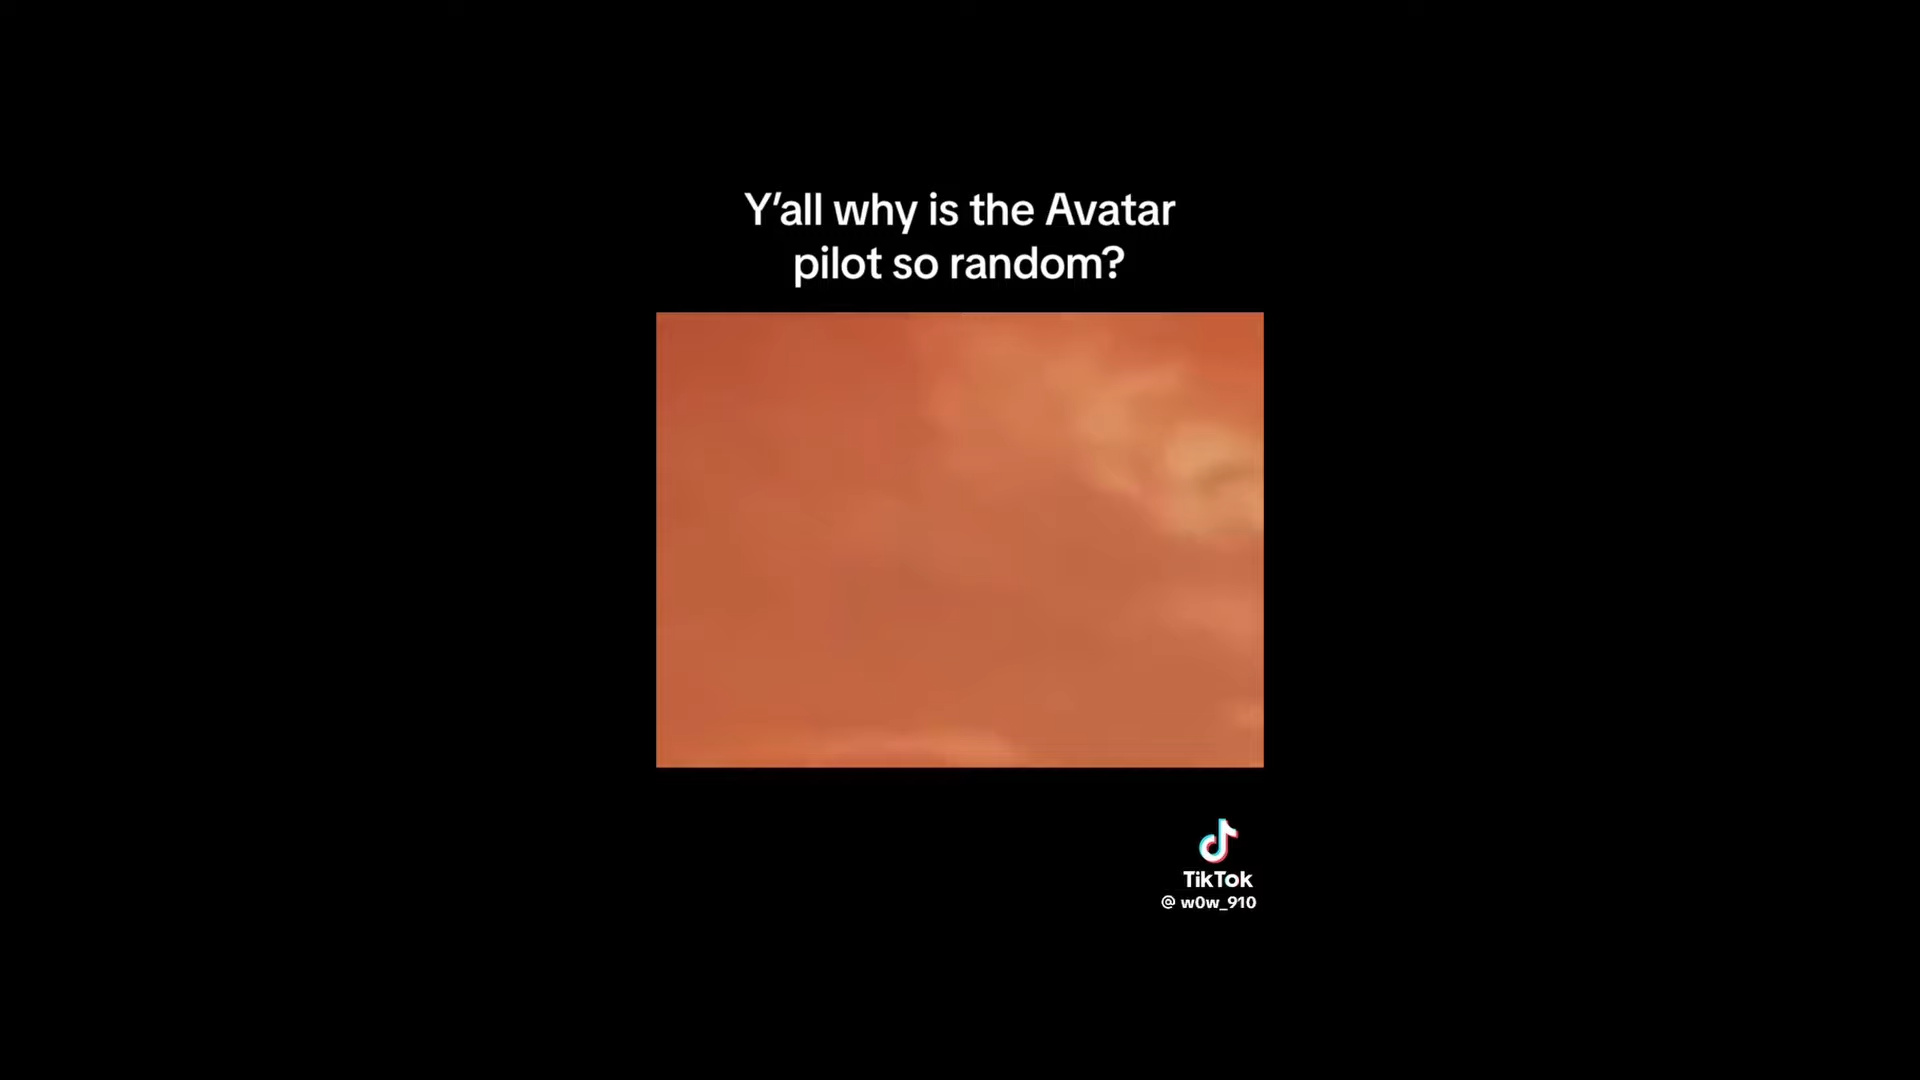 Y’all why is the Avatar
pilot so random?
TikTok
@ w0w_910